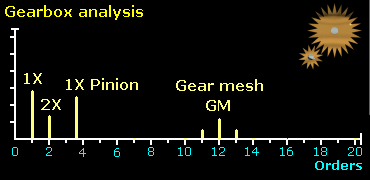 Gearbox analysis
1X
2X
1X Pinion
Gear mesh
GM
0 2 4 6 8 10 12 14 16 18 20
Orders